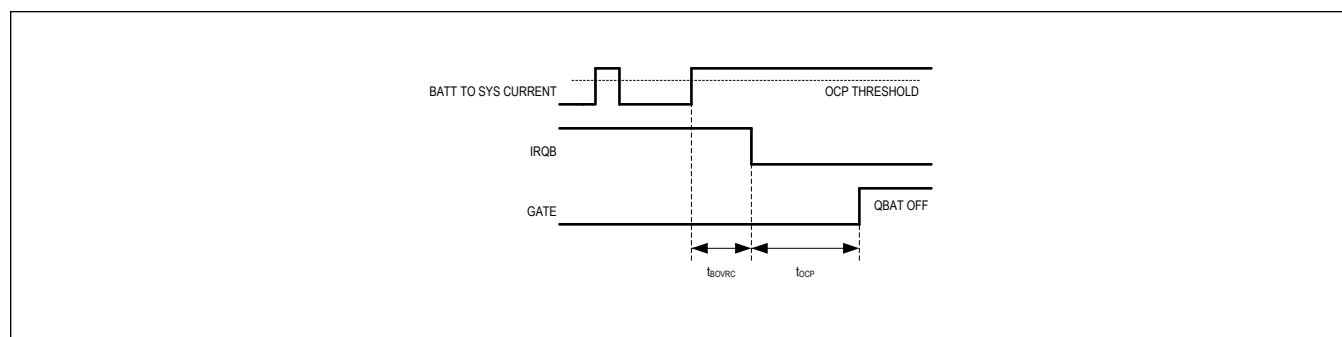 BATT TO SYS CURRENT
OCP THRESHOLD
IRQB
GATE
QBAT OFF
tBOVRC
tOCP